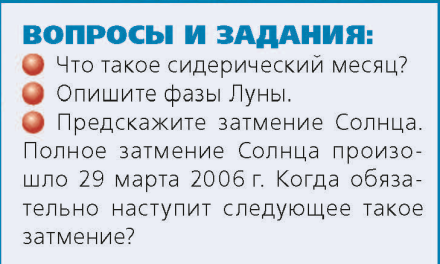 ВОПРОСЫ И ЗАДАНИЯ:
Что такое сидерический месяц?
Опишите фазы Луны.
Предскажите затмение Солнца.
Полное затмение Солнца произо-
шло 29 марта 2006 г. Когда обяза-
тельно наступит следующее такое
затмение?